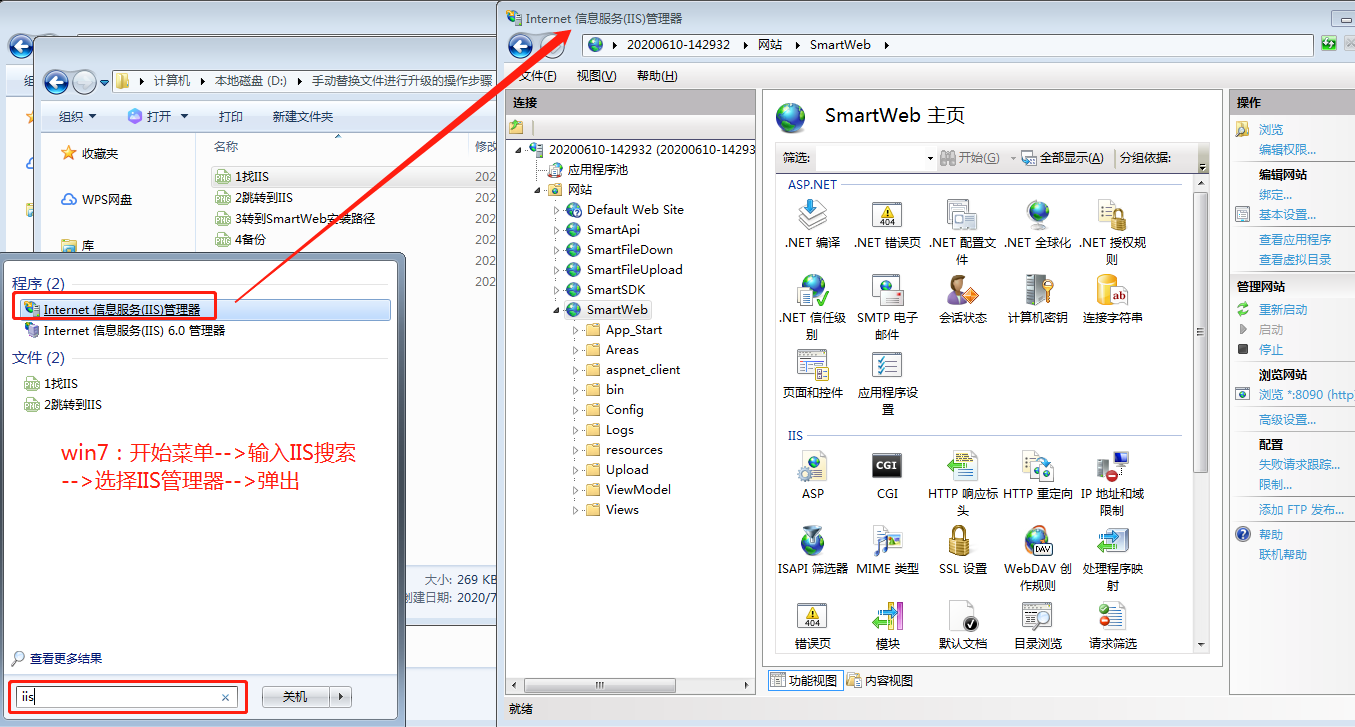 组
计算机 本地磁盘 (D:) 手动替换文件进行升级的操作步骤
组织 打开 打印 新建文件夹
收藏夹
WPS网盘
库
名称 修改
1找IIS 202
2跳转到IIS 202
3转到SmartWeb安装路径 202
4备份 202
202
202
大小: 269 KB
创建日期: 2020/7
程序 (2)
Internet 信息服务(IIS)管理器
Internet 信息服务(IIS) 6.0 管理器
文件 (2)
1找IIS
2跳转到IIS
win7：开始菜单-->输入IIS搜索
-->选择IIS管理器-->弹出
查看更多结果
iis
关机
Internet 信息服务(IIS)管理器
20200610-142932 网站 SmartWeb
文件(F) 视图(V) 帮助(H)
连接
20200610-142932 (20200610-14293
应用程序池
网站
Default Web Site
SmartApi
SmartFileDown
SmartFileUpload
SmartSDK
SmartWeb
App_Start
Areas
aspnet_client
bin
Config
Logs
resources
Upload
ViewModel
Views
SmartWeb 主页
筛选: 开始(G) 全部显示(A) 分组依据:
ASP.NET
.NET 编译
404
.NET 错误页
.NET 配置文
件
.NET 全球化
.NET 授权规
则
.NET 信任级
别
SMTP 电子
邮件
会话状态
计算机密钥
ab
连接字符串
页面和控件
应用程序设
置
IIS
ASP
CGI
CGI
HTTP 响应标
头
HTTP 重定向
IP 地址和域
限制
ISAPI 筛选器
MIME 类型
SSL 设置
DAV
WebDAV 创
作规则
处理程序映
射
404
错误页
模块
默认文档
目录浏览
请求筛选
功能视图 内容视图
就绪
操作
浏览
编辑权限...
编辑网站
绑定...
基本设置...
查看应用程序
查看虚拟目录
管理网站
重新启动
启动
停止
浏览网站
浏览 *:8090 (http)
高级设置...
配置
失败请求跟踪...
限制...
添加 FTP 发布...
帮助
联机帮助